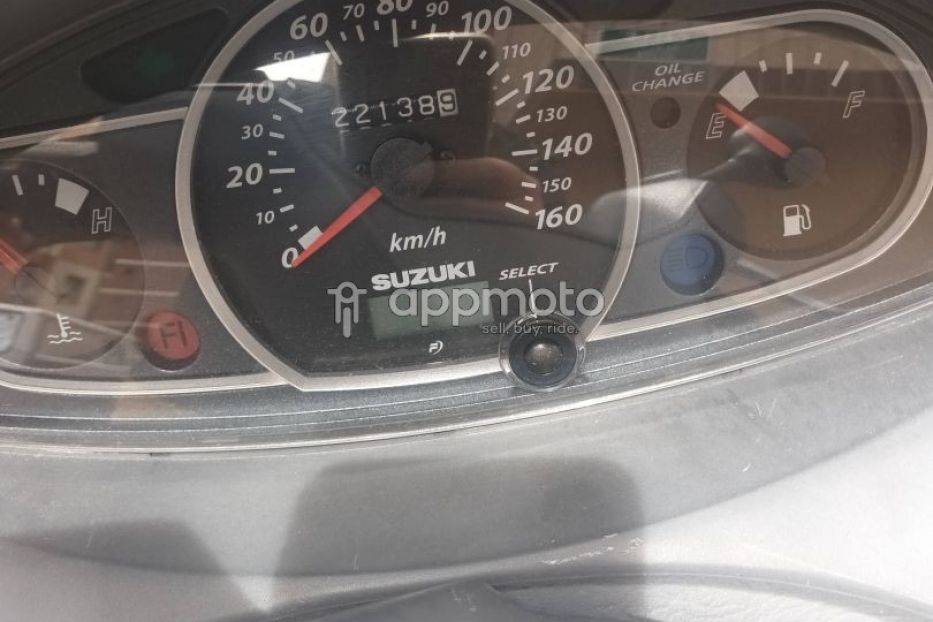 0 10 20 30 40 50 60 70 80 90 100 110 120 130 140 150 160
221389
km/h
SUZUKI
SELECT
OIL
CHANGE
E F
H
appmoto
sell, buy, ride.